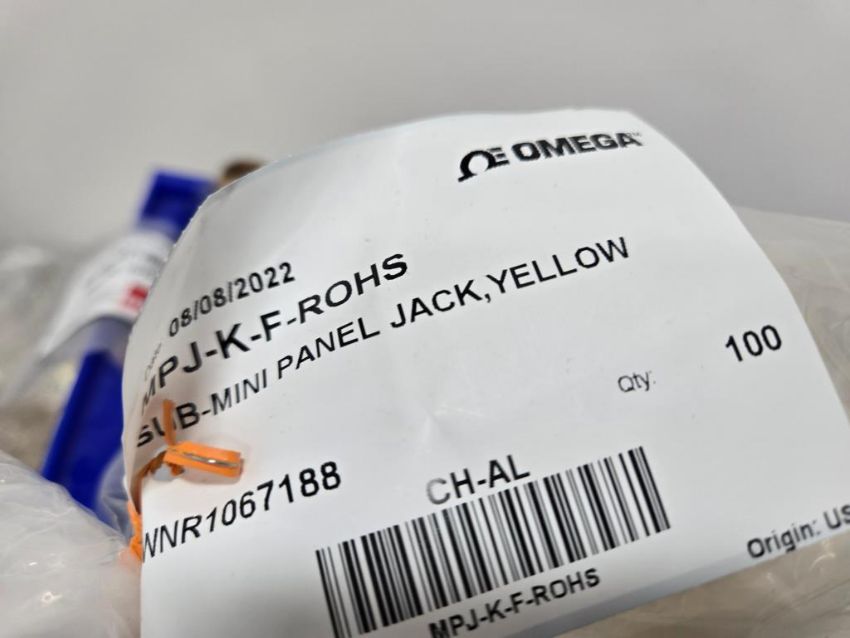 OMEGA™
08/08/2022
MPJ-K-F-ROHS
SUB-MINI PANEL JACK,YELLOW
Qty: 100
WNR1067188
CH-AL
MPJ-K-F-ROHS
Origin: US